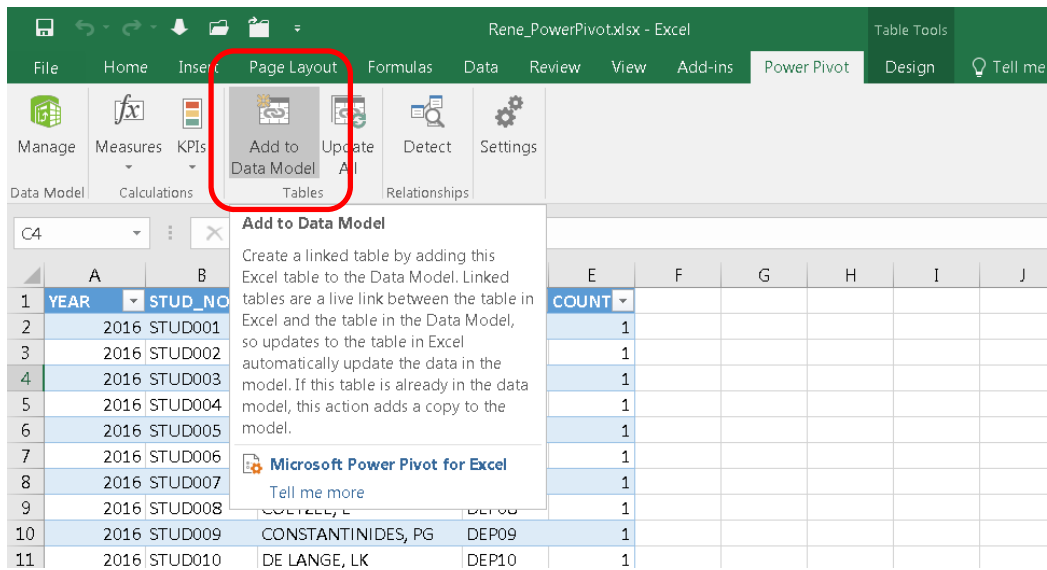 Rene_PowerPivot.xlsx - Excel
Table Tools
File Home Insert Page Layout Formulas Data Review View Add-ins Power Pivot Design Tell me
Manage
Measures
KPIs
Add to
Data Model
Update
All
Detect
Settings
Data Model Calculations Tables Relationships
C4
Add to Data Model
Create a linked table by adding this
Excel table to the Data Model. Linked
tables are a live link between the table in
Excel and the table in the Data Model,
so updates to the table in Excel
automatically update the data in the
model. If this table is already in the data
model, this action adds a copy to the
model.
Microsoft Power Pivot for Excel
Tell me more
A B E F G H I J
1 YEAR STUD_NO COUNT
2 2016 STUD001 1
3 2016 STUD002 1
4 2016 STUD003 1
5 2016 STUD004 1
6 2016 STUD005 1
7 2016 STUD006 1
8 2016 STUD007 1
9 2016 STUD008 1
10 2016 STUD009 CONSTANTINIDES, PG DEP09 1
11 2016 STUD010 DE LANGE, LK DEP10 1